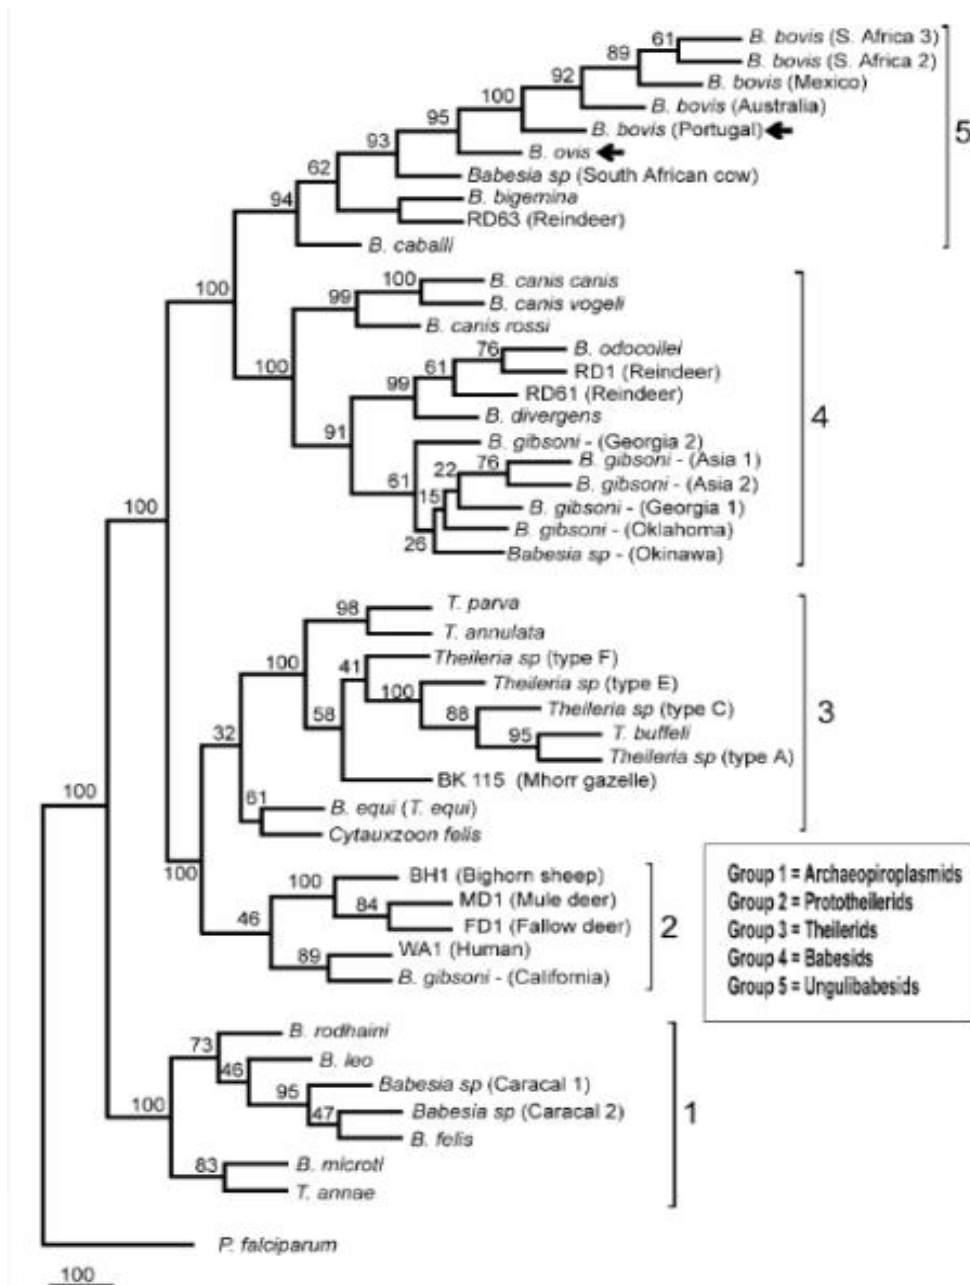 61
B. bovis (S. Africa 3)
89
B. bovis (S. Africa 2)
92
B. bovis (Mexico)
100
B. bovis (Australia)
95
B. bovis (Portugal)
93
B. ovis
5
62
Babesia sp (South African cow)
94
B. bigemina
RD63 (Reindeer)
B. caballi
100
100
B. canis canis
99
B. canis vogeli
100
B. canis rossi
76
B. odocoilei
61
RD1 (Reindeer)
99
RD61 (Reindeer)
B. divergens
4
91
B. gibsoni - (Georgia 2)
76
B. gibsoni - (Asia 1)
22
B. gibsoni - (Asia 2)
61
15
B. gibsoni - (Georgia 1)
B. gibsoni - (Oklahoma)
26
Babesia sp - (Okinawa)
100
98
T. parva
T. annulata
100
41
Theileria sp (type F)
100
Theileria sp (type E)
58
88
Theileria sp (type C)
3
95
T. buffeli
Theileria sp (type A)
32
BK 115 (Mhorr gazelle)
61
B. equi (T. equi)
Cytauxzoon felis
100
100
100
BH1 (Bighorn sheep)
84
MD1 (Mule deer)
46
FD1 (Fallow deer)
2
89
WA1 (Human)
B. gibsoni - (California)
Group 1 = Archaeopiroplasmids
Group 2 = Prototheilerids
Group 3 = Theilerids
Group 4 = Babesids
Group 5 = Ungulibabesids
73
B. rodhaini
46
B. leo
95
Babesia sp (Caracal 1)
100
47
Babesia sp (Caracal 2)
1
B. felis
83
B. microti
T. annae
P. falciparum
100